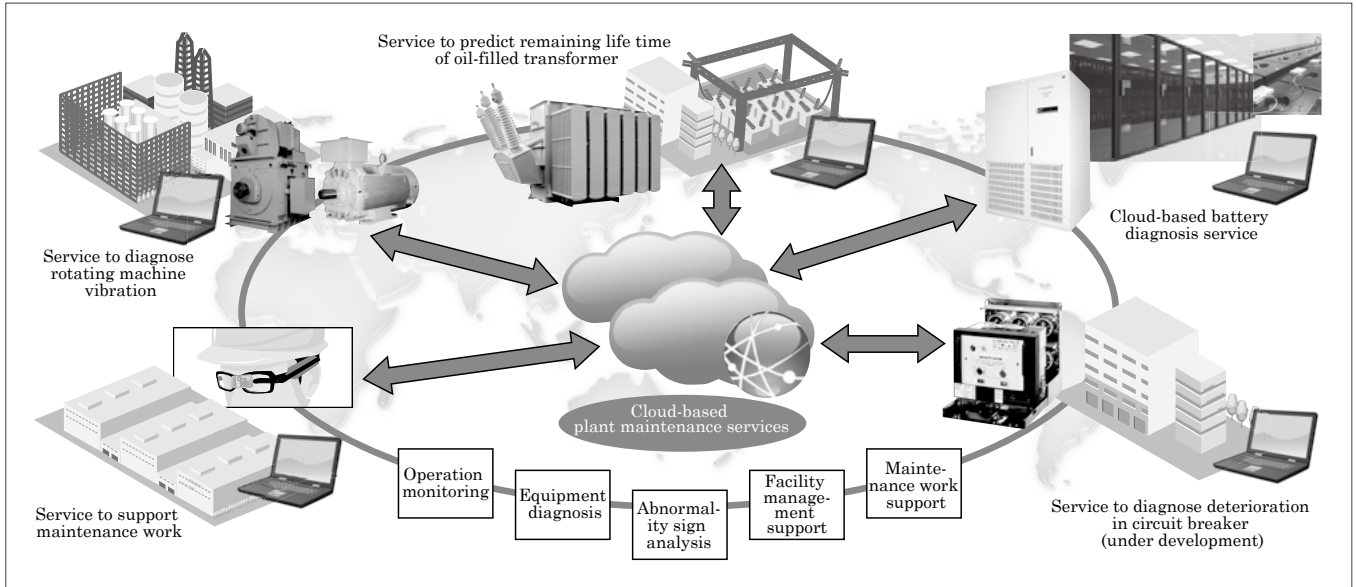 Service to predict remaining life time
of oil-filled transformer
Service to diagnose
rotating machine
vibration
Cloud-based battery
diagnosis service
Cloud-based
plant maintenance services
Service to support
maintenance work
Operation
monitoring
Equipment
diagnosis
Abnormal-
ity sign
analysis
Facility
manage-
ment
support
Mainte-
nance work
support
Service to diagnose deterioration
in circuit breaker
(under development)